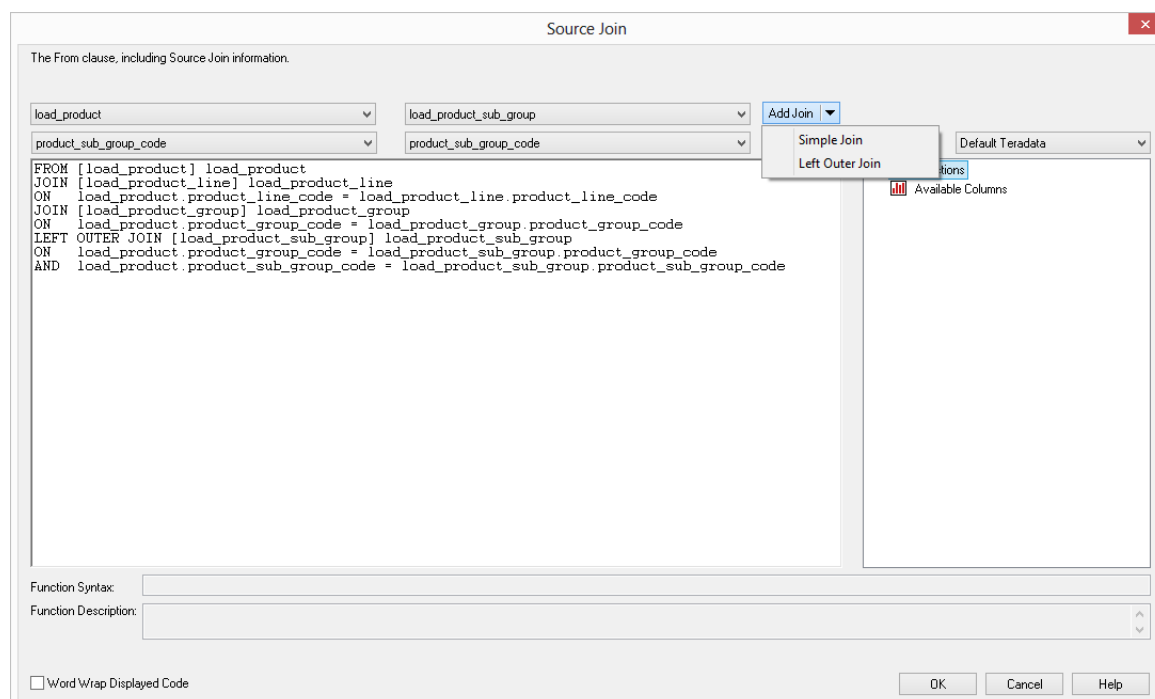 Source Join
The From clause, including Source Join information.
load_product load_product_sub_group Add Join
product_sub_group_code product_sub_group_code Default Teradata
Simple Join
Left Outer Join
Available Columns
FROM [load_product] load_product
JOIN [load_product_line] load_product_line
ON load_product.product_line_code = load_product_line.product_line_code
JOIN [load_product_group] load_product_group
ON load_product.product_group_code = load_product_group.product_group_code
LEFT OUTER JOIN [load_product_sub_group] load_product_sub_group
ON load_product.product_group_code = load_product_sub_group.product_group_code
AND load_product.product_sub_group_code = load_product_sub_group.product_sub_group_code
Function Syntax:
Function Description:
Word Wrap Displayed Code
OK Cancel Help